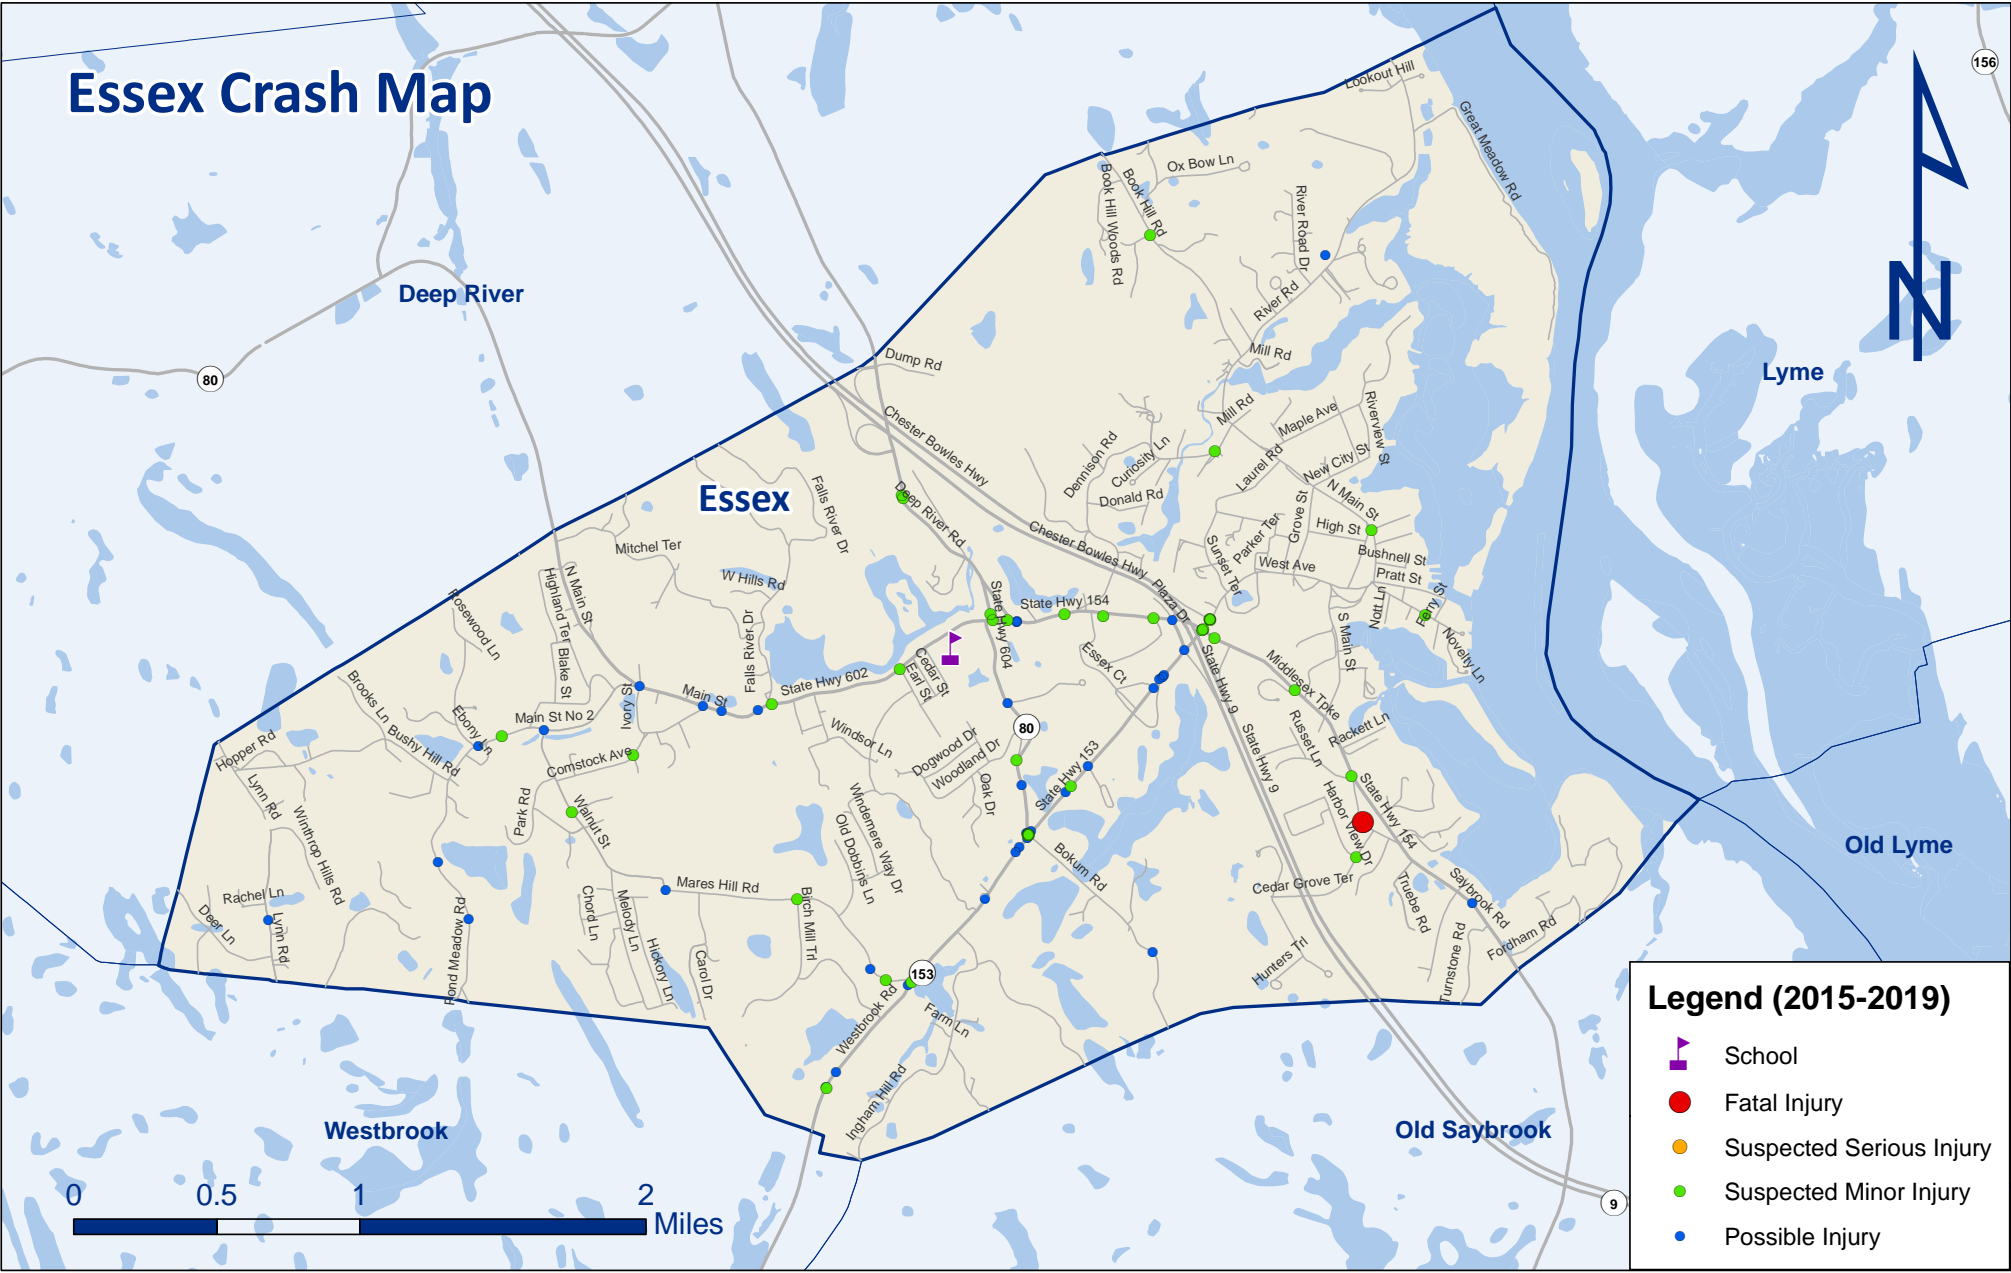 Essex Crash Map
156
Lookout Hill
Great Meadow Rd
Ox Bow Ln
Book Hill Rd
Book Hill Woods Rd
River Road Dr
N
Deep River
River Rd
Mill Rd
Dump Rd
Lyme
80
Chester Bowles Hwy
Mill Rd
Maple Ave
Riverview St
Dennison Rd
Curiosity Ln
Laurel Rd
New City St
Essex
Falls River Dr
Deep River Rd
Donald Rd
Grove St
N Main St
High St
Chester Bowles Hwy
Sunset Ter
Parker Ter
Bushnell St
Mitchel Ter
West Ave
Pratt St
W Hills Rd
Highland Ter
N Main St
Rosewood Ln
State Hwy 604
State Hwy 154
Plaza Dr
Nott Ln
Ferry St
Falls River Dr
S Main St
Novelty Ln
Blake St
Cedar St
Earl St
Essex Ct
State Hwy 9
Middlesex Tpke
State Hwy 602
Brooks Ln
Ivory St
Main St
Ebony Ln
Main St No 2
Bushy Hill Rd
Hopper Rd
Windsor Ln
80
Russet Ln
Rackett Ln
State Hwy 9
Dogwood Dr
Woodland Dr
Comstock Ave
Oak Dr
State Hwy 153
Lynn Rd
Park Rd
Walnut St
Windemere Way Dr
Old Dobbins Ln
Harbor View Dr
State Hwy 154
Winthrop Hills Rd
Old Lyme
Bokum Rd
Mares Hill Rd
Cedar Grove Ter
Truebe Rd
Saybrook Rd
Rachel Ln
Deer Ln
Lynn Rd
Pond Meadow Rd
Chord Ln
Melody Ln
Birch Mill Trl
Hickory Ln
Carol Dr
Turnstone Rd
Fordham Rd
Hunters Trl
153
Westbrook Rd
Farm Ln
Ingham Hill Rd
Westbrook
Old Saybrook
9
0 0.5 1 2
Miles
Legend (2015-2019)
School
Fatal Injury
Suspected Serious Injury
Suspected Minor Injury
Possible Injury